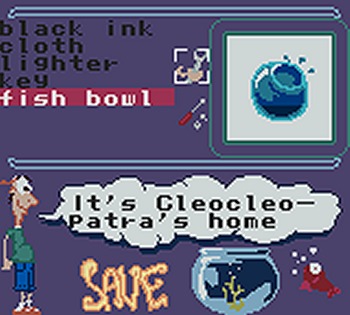 black ink
cloth
lighter
key
fish bowl
It's Cleocleo-
Patra's home
SAVE